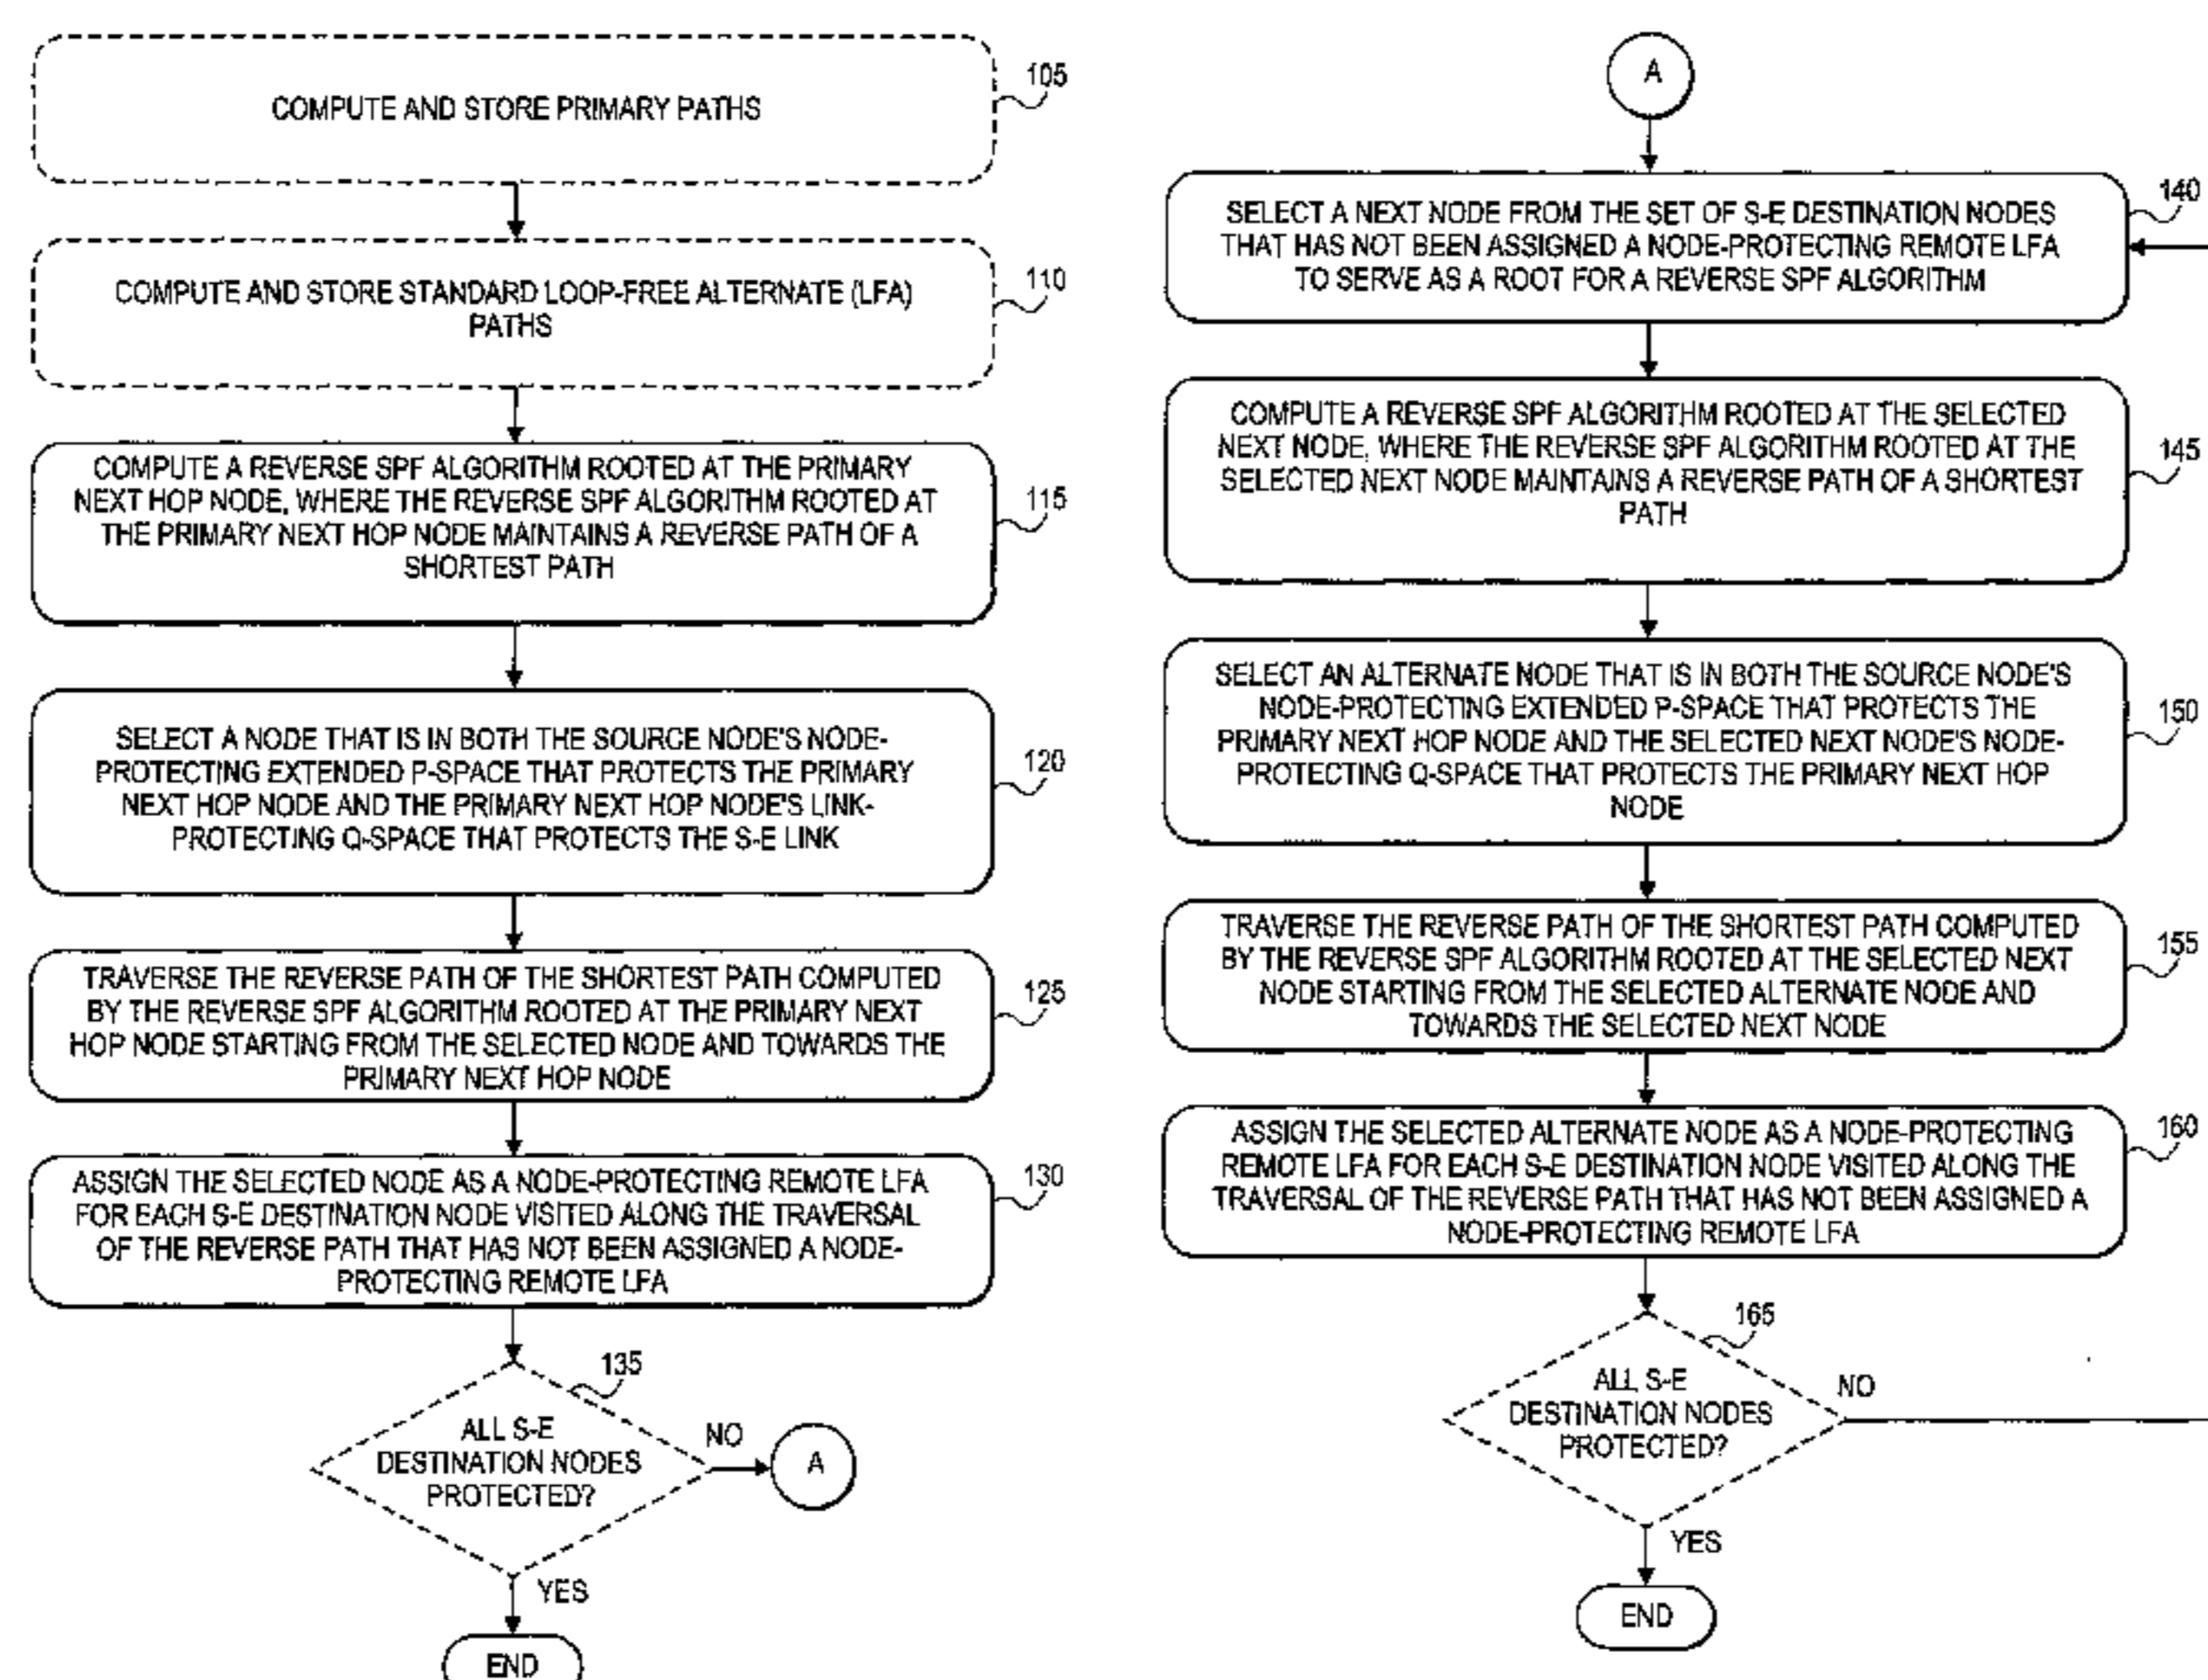 COMPUTE AND STORE PRIMARY PATHS
105
COMPUTE AND STORE STANDARD LOOP-FREE ALTERNATE (LFA)
PATHS
110
COMPUTE A REVERSE SPF ALGORITHM ROOTED AT THE PRIMARY
NEXT HOP NODE, WHERE THE REVERSE SPF ALGORITHM ROOTED AT
THE PRIMARY NEXT HOP NODE MAINTAINS A REVERSE PATH OF A
SHORTEST PATH
115
SELECT A NODE THAT IS IN BOTH THE SOURCE NODE'S NODE-
PROTECTING EXTENDED P-SPACE THAT PROTECTS THE PRIMARY
NEXT HOP NODE AND THE PRIMARY NEXT HOP NODE'S LINK-
PROTECTING Q-SPACE THAT PROTECTS THE S-E LINK
120
TRAVERSE THE REVERSE PATH OF THE SHORTEST PATH COMPUTED
BY THE REVERSE SPF ALGORITHM ROOTED AT THE PRIMARY NEXT
HOP NODE STARTING FROM THE SELECTED NODE AND TOWARDS THE
PRIMARY NEXT HOP NODE
125
ASSIGN THE SELECTED NODE AS A NODE-PROTECTING REMOTE LFA
FOR EACH S-E DESTINATION NODE VISITED ALONG THE TRAVERSAL
OF THE REVERSE PATH THAT HAS NOT BEEN ASSIGNED A NODE-
PROTECTING REMOTE LFA
130
135
ALL S-E
DESTINATION NODES
PROTECTED?
NO
A
YES
END
A
SELECT A NEXT NODE FROM THE SET OF S-E DESTINATION NODES
THAT HAS NOT BEEN ASSIGNED A NODE-PROTECTING REMOTE LFA
TO SERVE AS A ROOT FOR A REVERSE SPF ALGORITHM
140
COMPUTE A REVERSE SPF ALGORITHM ROOTED AT THE SELECTED
NEXT NODE, WHERE THE REVERSE SPF ALGORITHM ROOTED AT THE
SELECTED NEXT NODE MAINTAINS A REVERSE PATH OF A SHORTEST
PATH
145
SELECT AN ALTERNATE NODE THAT IS IN BOTH THE SOURCE NODE'S
NODE-PROTECTING EXTENDED P-SPACE THAT PROTECTS THE
PRIMARY NEXT HOP NODE AND THE SELECTED NEXT NODE'S NODE-
PROTECTING Q-SPACE THAT PROTECTS THE PRIMARY NEXT HOP
NODE
150
TRAVERSE THE REVERSE PATH OF THE SHORTEST PATH COMPUTED
BY THE REVERSE SPF ALGORITHM ROOTED AT THE SELECTED NEXT
NODE STARTING FROM THE SELECTED ALTERNATE NODE AND
TOWARDS THE SELECTED NEXT NODE
155
ASSIGN THE SELECTED ALTERNATE NODE AS A NODE-PROTECTING
REMOTE LFA FOR EACH S-E DESTINATION NODE VISITED ALONG THE
TRAVERSAL OF THE REVERSE PATH THAT HAS NOT BEEN ASSIGNED A
NODE-PROTECTING REMOTE LFA
160
165
ALL S-E
DESTINATION NODES
PROTECTED?
NO
YES
END